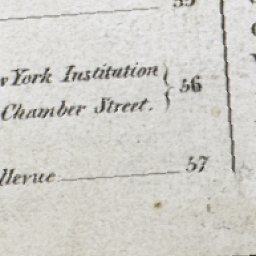 York Institution } 56
Chamber Street.
llevue 57